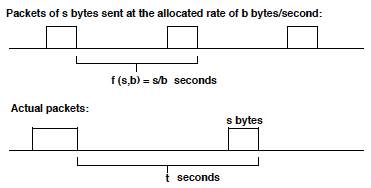 Packets of s bytes sent at the allocated rate of b bytes/second:
f (s,b) = s/b seconds
Actual packets:
s bytes
t seconds